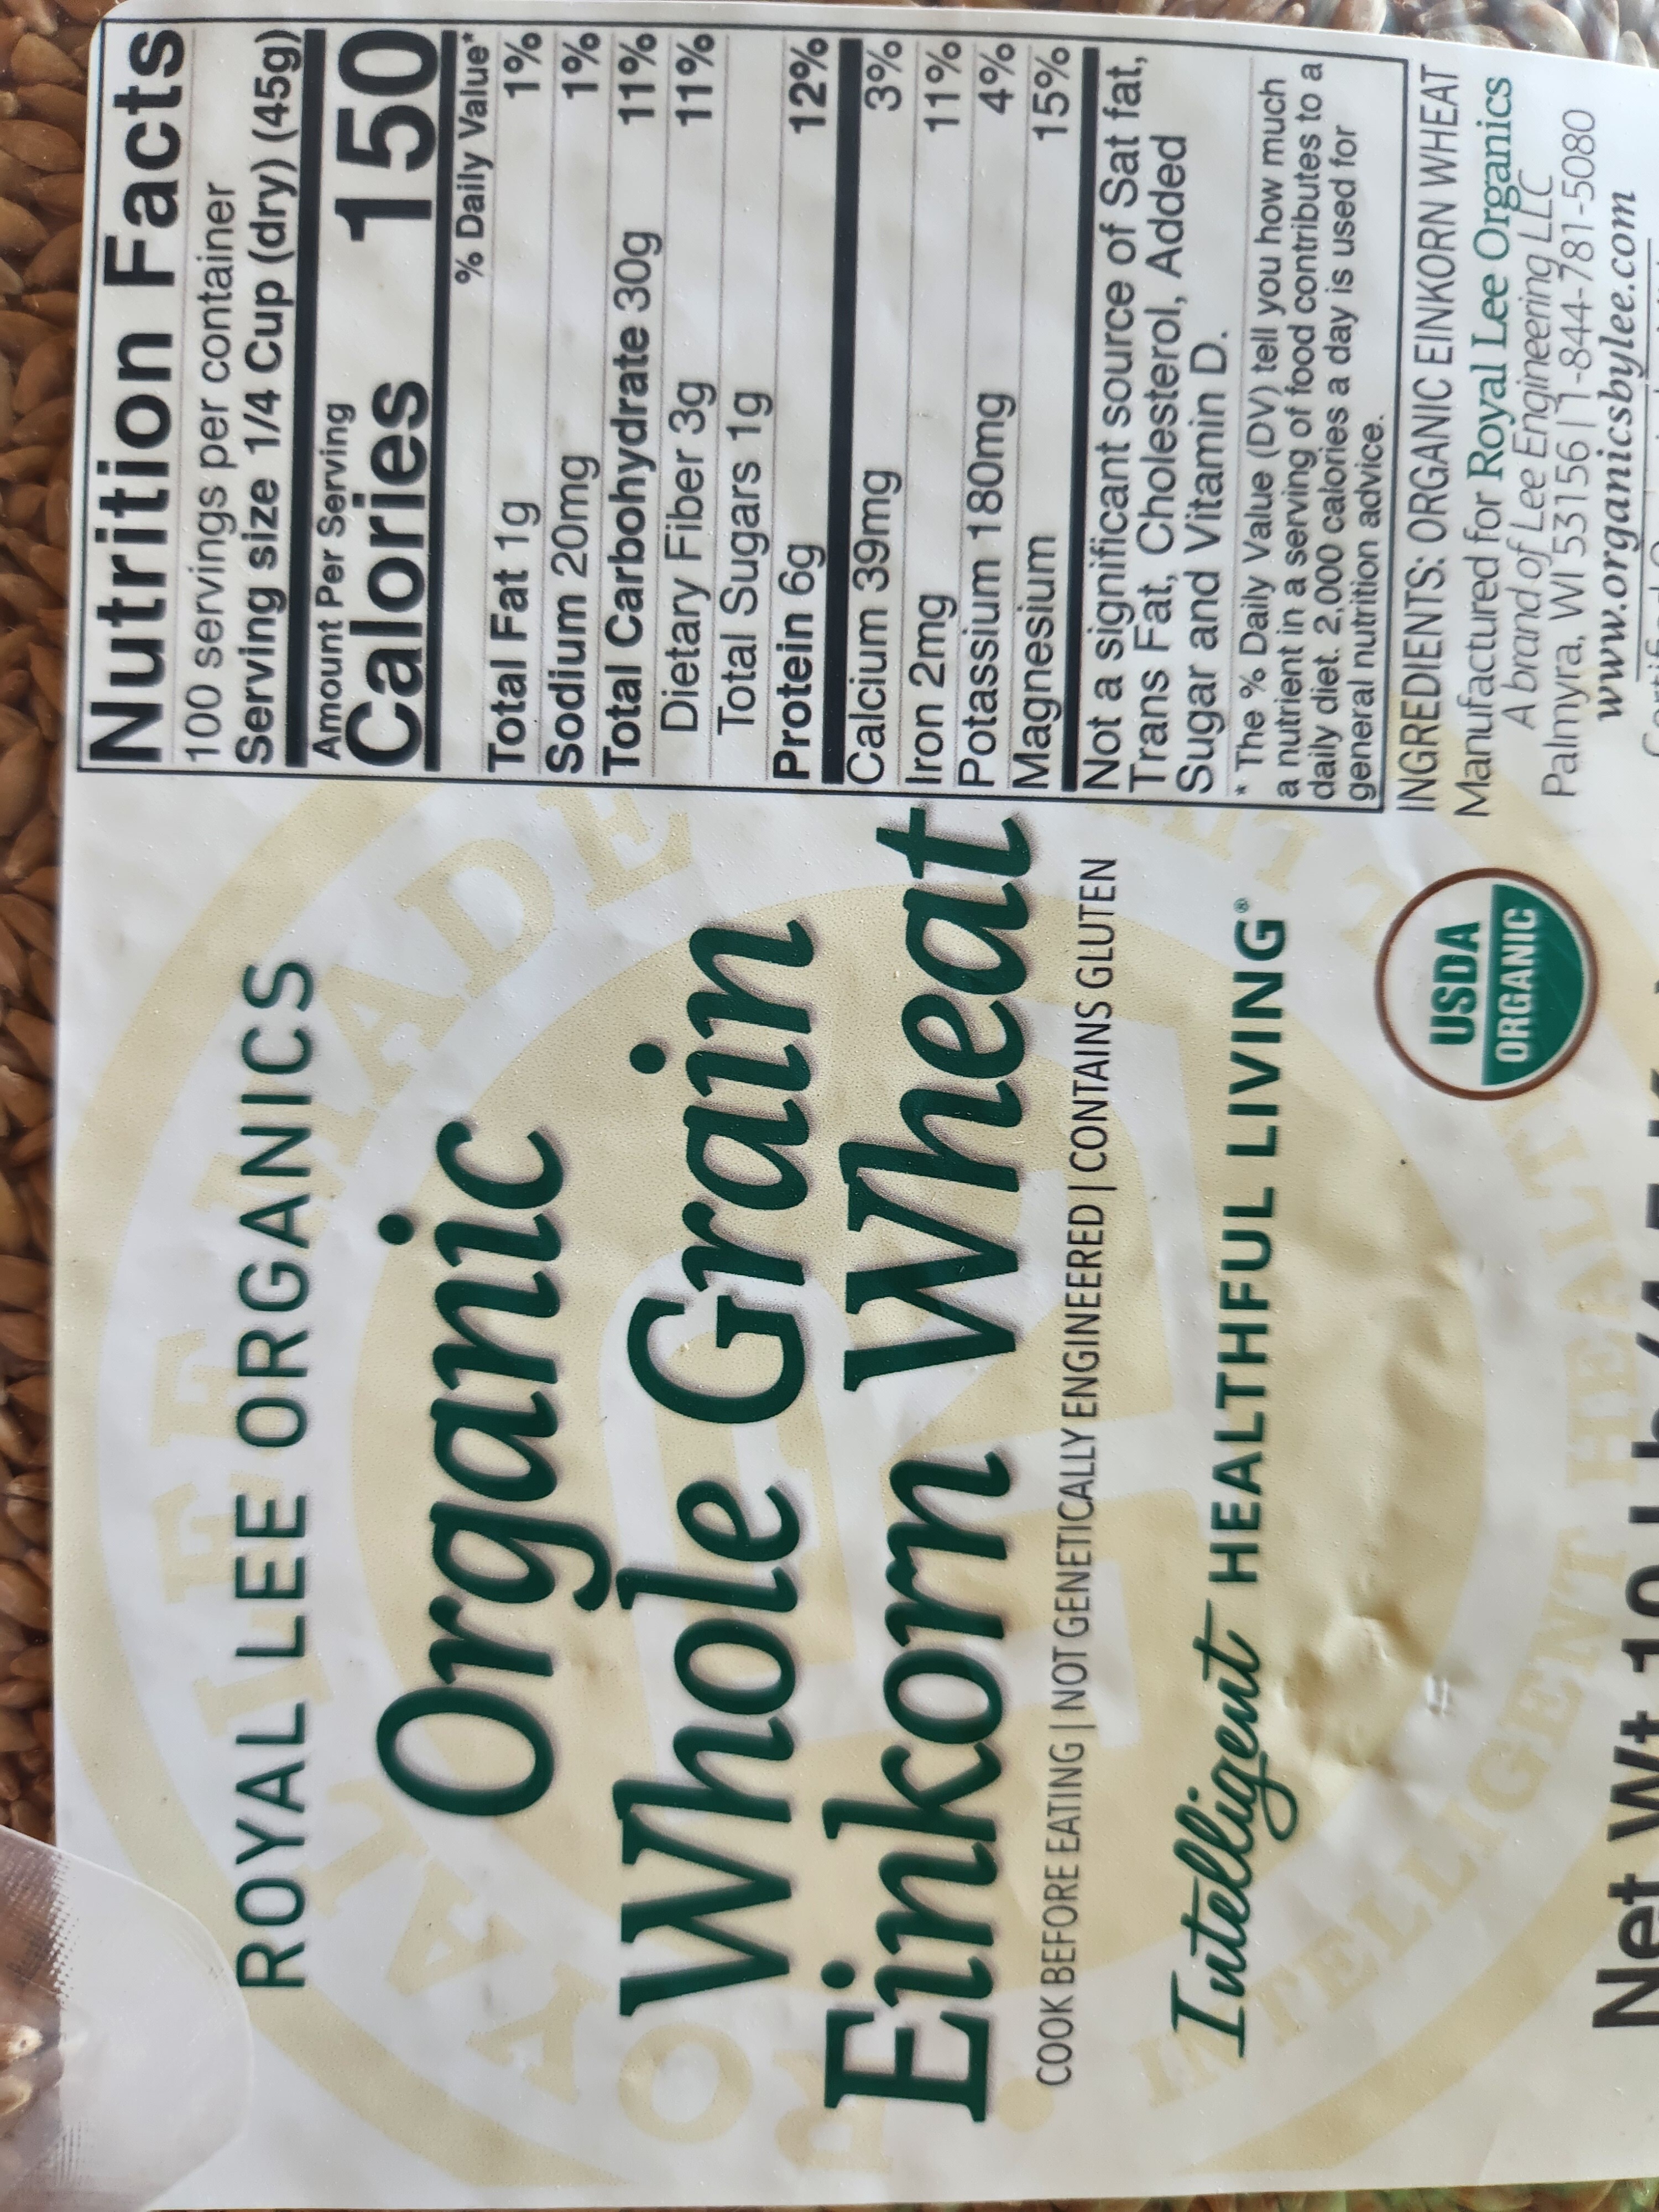 ROYAL LEE ORGANICS
Organic
Whole Grain
Einkorn Wheat
COOK BEFORE EATING | NOT GENETICALLY ENGINEERED | CONTAINS GLUTEN
Intelligent HEALTHFUL LIVING®
USDA
ORGANIC
Net Wt 10 Lb
Nutrition Facts
100 servings per container
Serving size 1/4 Cup (dry) (45g)
Amount Per Serving
Calories 150
% Daily Value*
Total Fat 1g 1%
Sodium 20mg 1%
Total Carbohydrate 30g 11%
Dietary Fiber 3g 11%
Total Sugars 1g
Protein 6g 12%
Calcium 39mg 3%
Iron 2mg 11%
Potassium 180mg 4%
Magnesium 15%
Not a significant source of Sat fat,
Trans Fat, Cholesterol, Added
Sugar and Vitamin D.
* The % Daily Value (DV) tell you how much
a nutrient in a serving of food contributes to a
daily diet. 2,000 calories a day is used for
general nutrition advice.
INGREDIENTS: ORGANIC EINKORN WHEAT
Manufactured for Royal Lee Organics
A brand of Lee Engineering LLC
Palmyra, WI 53156 | 1-844-781-5080
www.organicsbylee.com